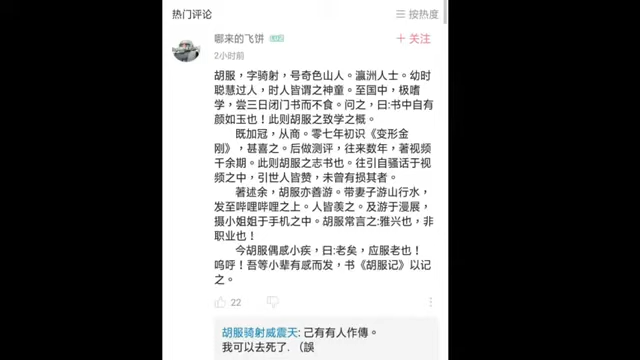 热门评论
按热度
哪来的飞饼
关注
2小时前
胡服，字骑射，号奇色山人。瀛洲人士。幼时
聪慧过人，时人皆谓之神童。至国中，极嗜
学，尝三日闭门书而不食。问之，曰:书中自有
颜如玉也！此则胡服之致学之概。
既加冠，从商。零七年初识《变形金
刚》，甚喜之。后做测评，往来数年，著视频
千余期。此则胡服之志书也。往引自骚话于视
频之中，引世人皆赞，未曾有损其者。
著述余，胡服亦善游。带妻子游山行水，
发至哔哩哔哩之上。人皆羡之。及游于漫展，
摄小姐姐于手机之中。胡服常言之:雅兴也，非
职业也！
今胡服偶感小疾，曰:老矣，应服老也！
呜呼！吾等小辈有感而发，书《胡服记》以记
之。
22
胡服骑射威震天: 己有有人作傳。
我可以去死了.（誤